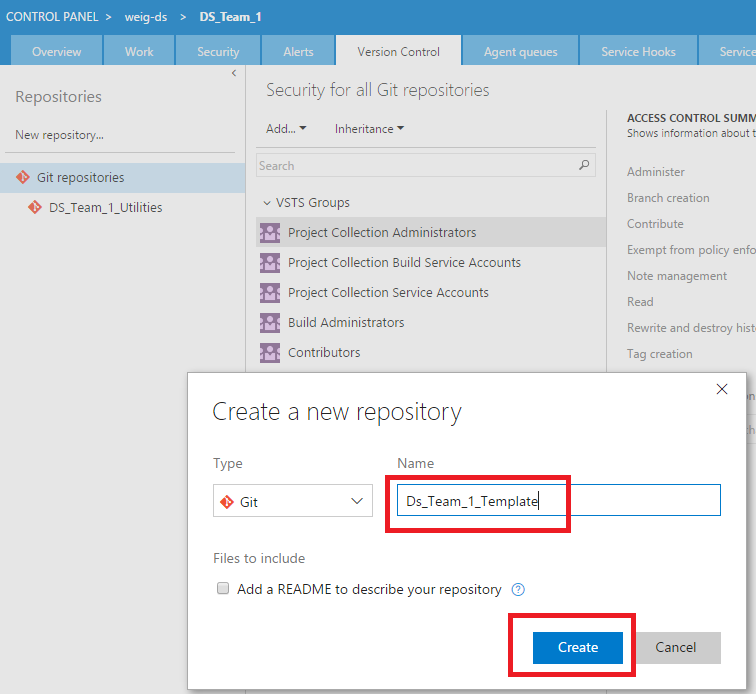 CONTROL PANEL > weig-ds > DS_Team_1
Overview Work Security Alerts Version Control Agent queues Service Hooks Service
Repositories
New repository...
Git repositories
DS_Team_1_Utilities
Security for all Git repositories
Add... Inheritance
Search
VSTS Groups
Project Collection Administrators
Project Collection Build Service Accounts
Project Collection Service Accounts
Build Administrators
Contributors
ACCESS CONTROL SUMM
Shows information about t
Administer
Branch creation
Contribute
Exempt from policy enfo
Note management
Read
Rewrite and destroy histo
Tag creation
Create a new repository
Type Name
Git Ds_Team_1_Template
Files to include
Add a README to describe your repository
Create Cancel